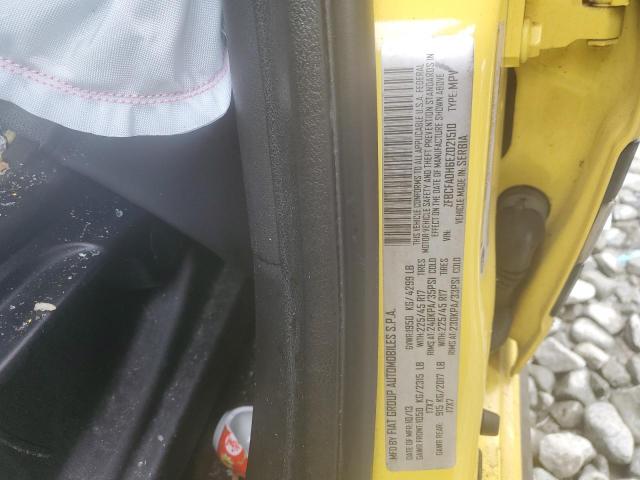 MFD BY FIAT GROUP AUTOMOBILES S.P.A.
DATE OF MFR: 10/13 GVWR: 1950 KG / 4299 LB
GAWR FRONT: 1050 KG/2315 LB WITH: 225/45 R17 TIRES
17X7 RIMS AT: 240KPA/35PSI COLD
GAWR REAR: 915 KG/2017 LB WITH: 225/45 R17 TIRES
17X7 RIMS AT: 230KPA/33PSI COLD
THIS VEHICLE CONFORMS TO ALL APPLICABLE U.S.A. FEDERAL
MOTOR VEHICLE SAFETY AND THEFT PREVENTION STANDARDS IN
EFFECT ON THE DATE OF MANUFACTURE SHOWN ABOVE
VIN: ZFBCFADH6EZ021510 TYPE: MPV
VEHICLE MADE IN: SERBIA